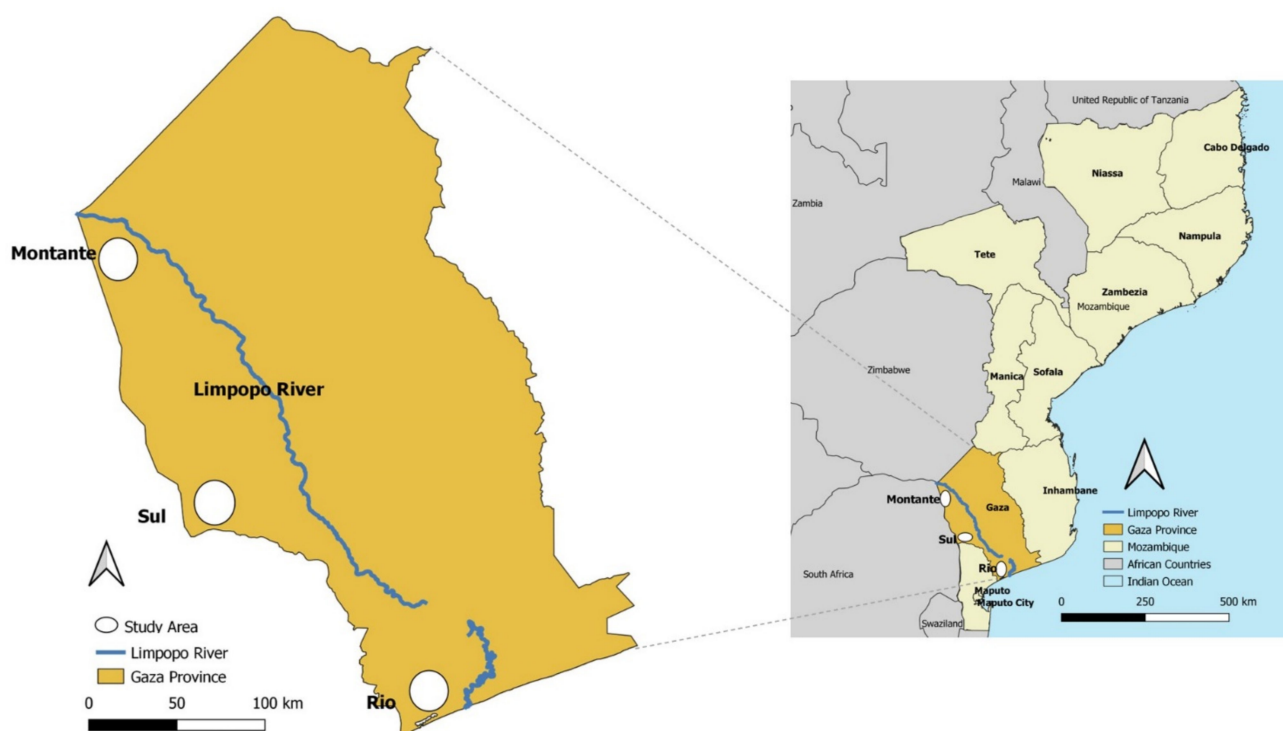 Montante
Limpopo River
Sul
Study Area
Limpopo River
Gaza Province
Rio
0 50 100 km
United Republic of Tanzania
Cabo Delgado
Niassa
Malawi
Zambia
Nampula
Tete
Zambezia
Mozambique
Zimbabwe
Manica
Sofala
Inhambane
Montante
Gaza
Limpopo River
Gaza Province
Mozambique
African Countries
Indian Ocean
Sul
Rio
South Africa
Maputo
Maputo City
Swaziland
0 250 500 km